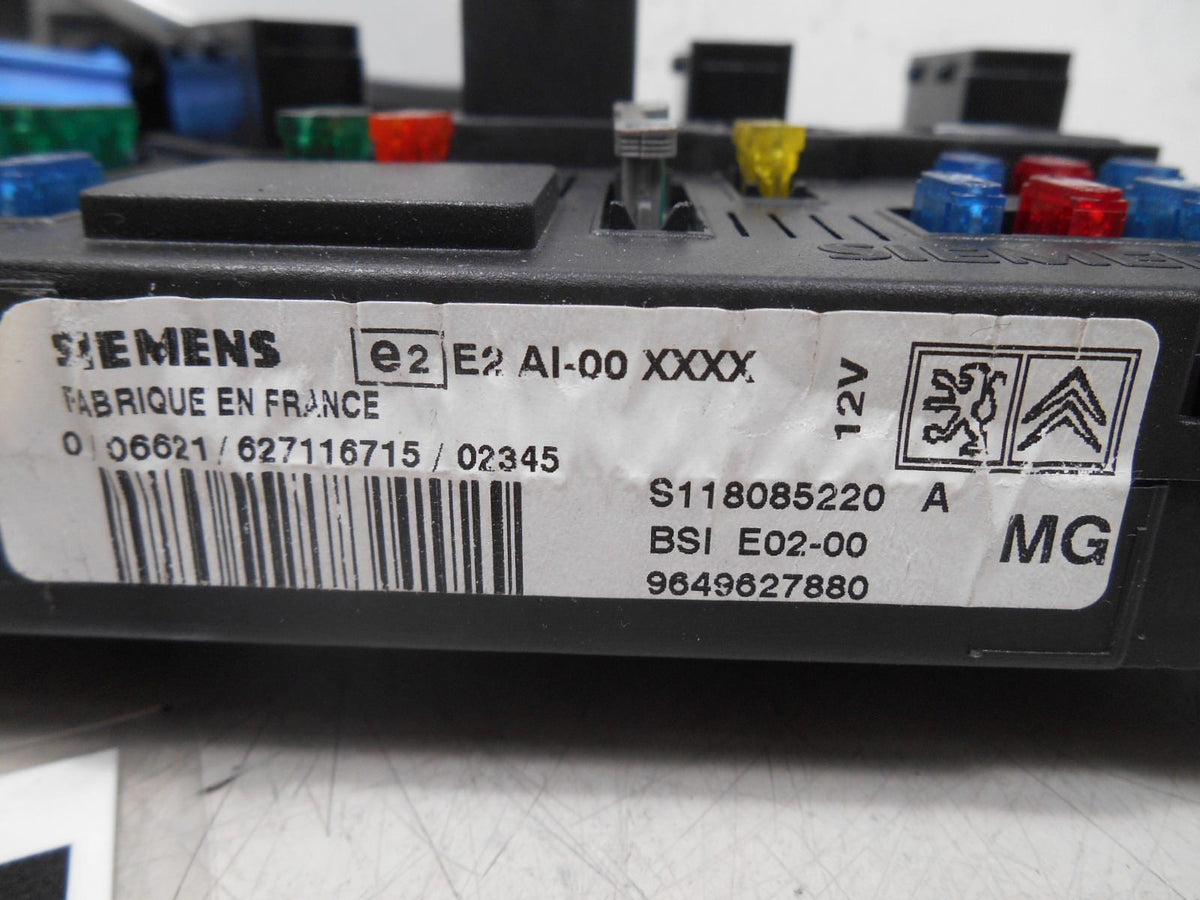 SIEMENS
SIEMENS e2 E2 AI-00 XXXX
FABRIQUE EN FRANCE
12V
06621 / 627116715 / 02345
S118085220 A
BSI E02-00
MG
9649627880